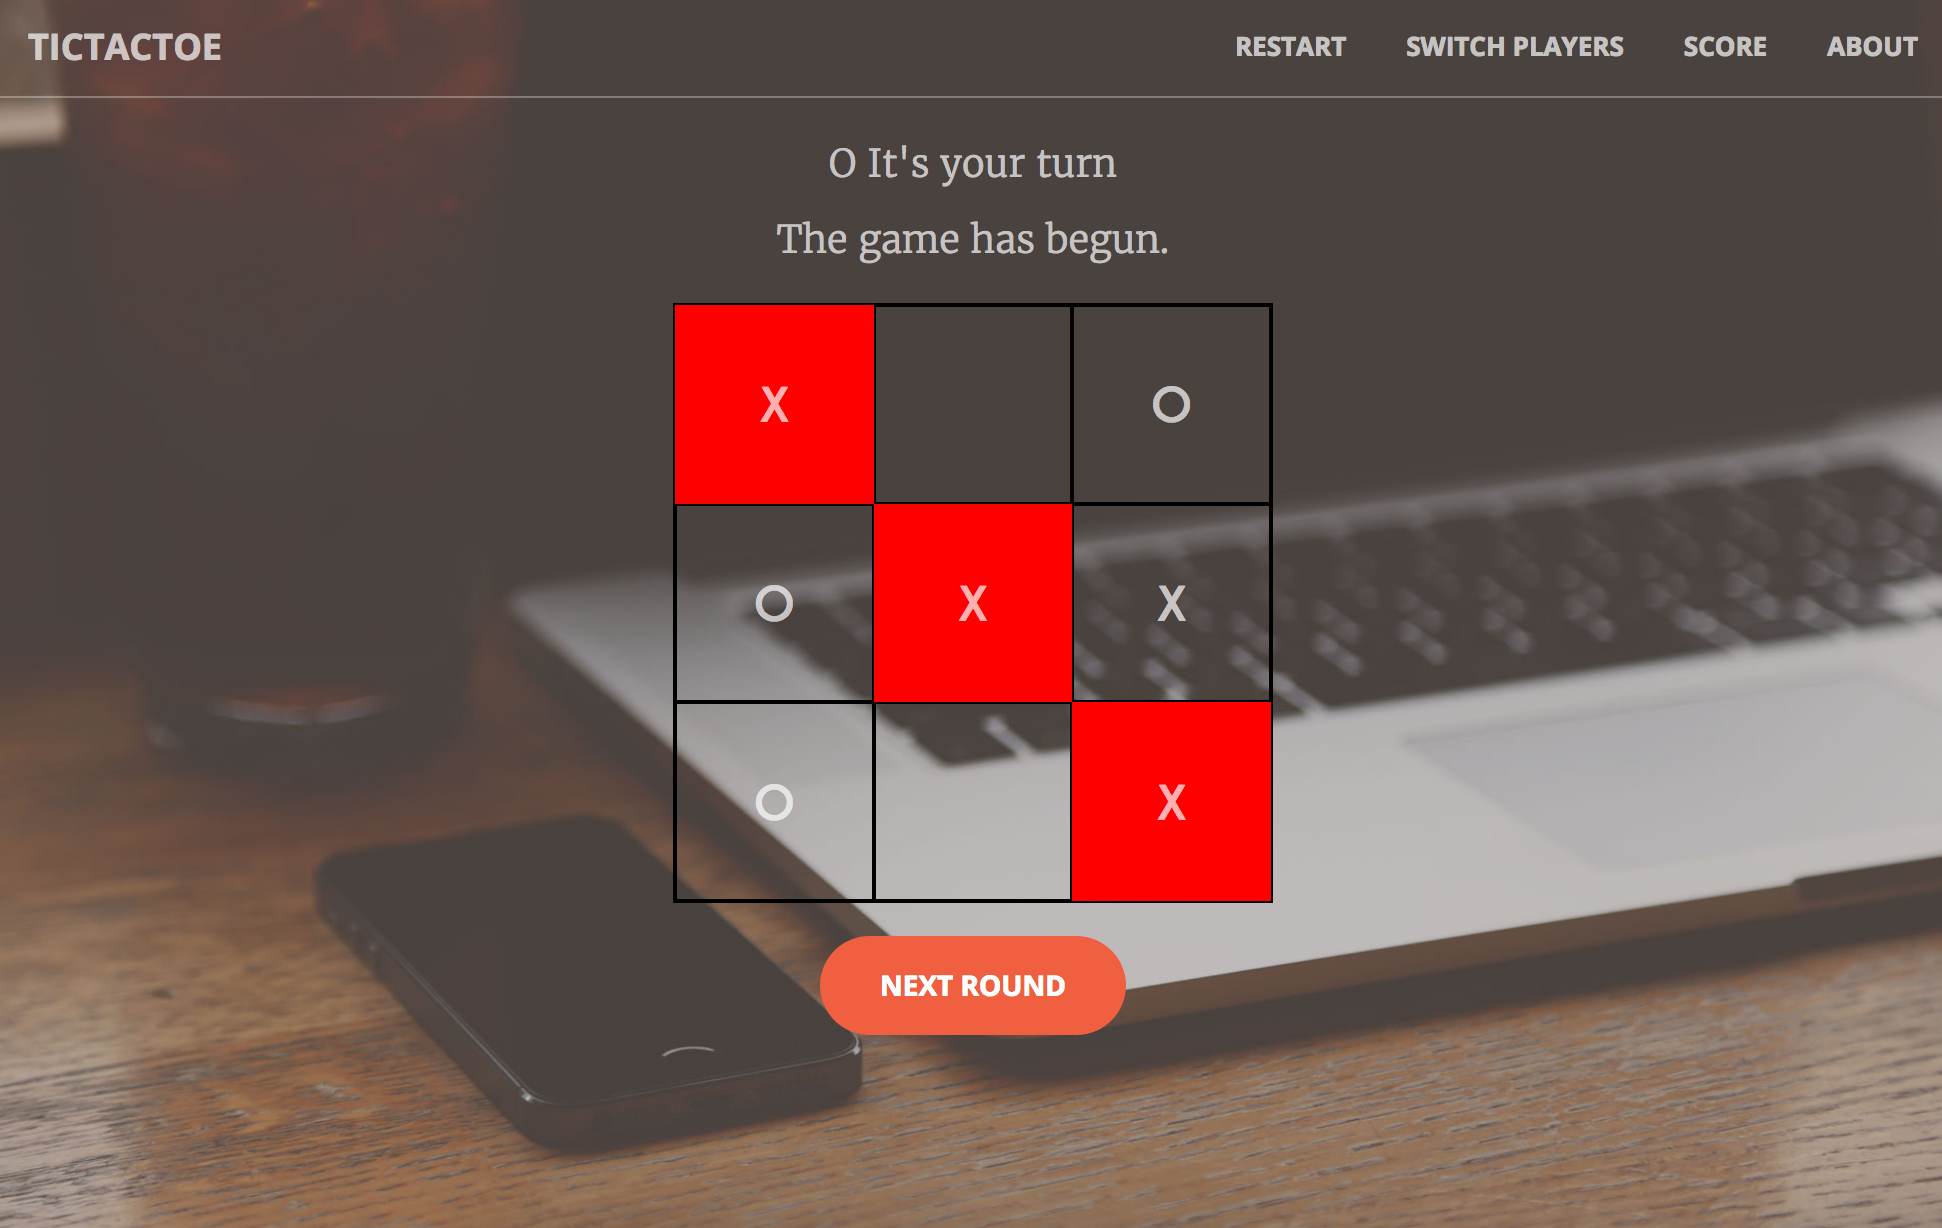 TICTACTOE RESTART SWITCH PLAYERS SCORE ABOUT
O It's your turn
The game has begun.
X O
O X X
O X
NEXT ROUND